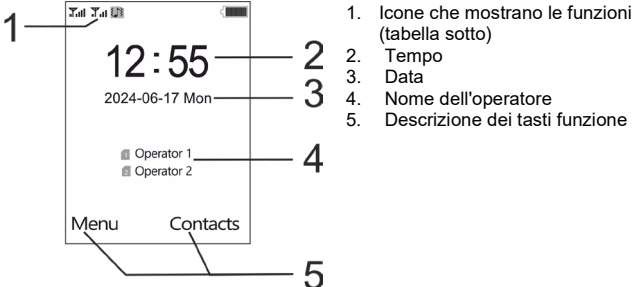 1
12:55
2
2024-06-17 Mon
3
1 Operator 1
4
2 Operator 2
Menu Contacts
5
1. Icone che mostrano le funzioni
(tabella sotto)
2. Tempo
3. Data
4. Nome dell'operatore
5. Descrizione dei tasti funzione